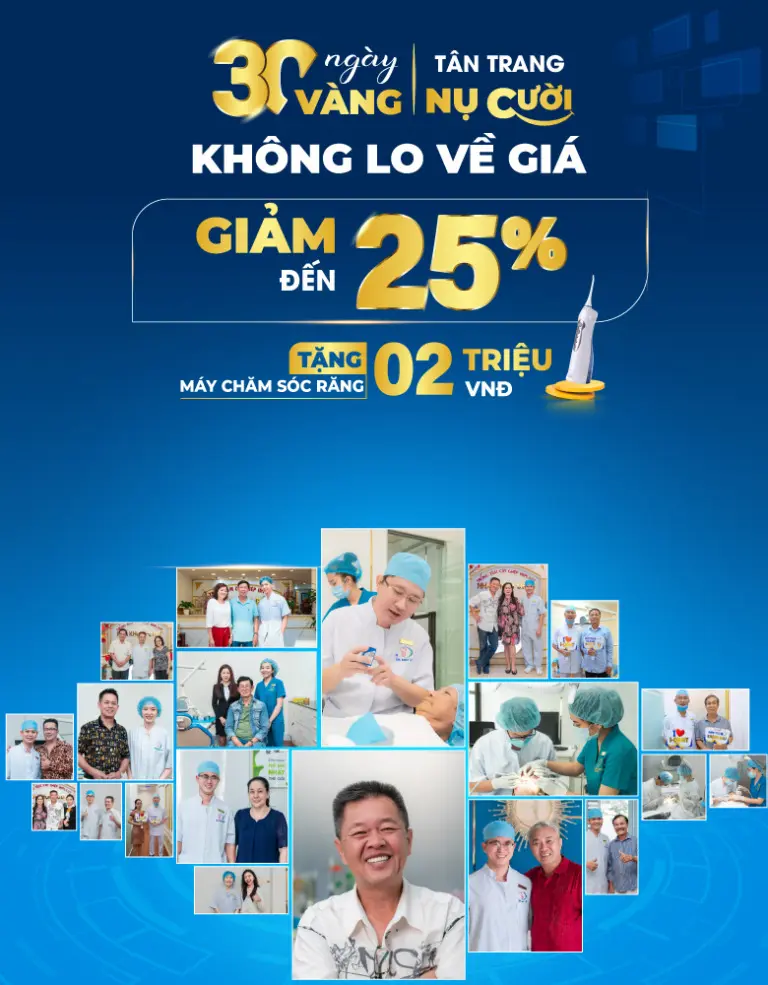 30 ngày VÀNG
TÂN TRANG
NỤ CƯỜI
KHÔNG LO VỀ GIÁ
GIẢM
ĐẾN
25%
TẶNG
MÁY CHĂM SÓC RĂNG
02
TRIỆU
VNĐ